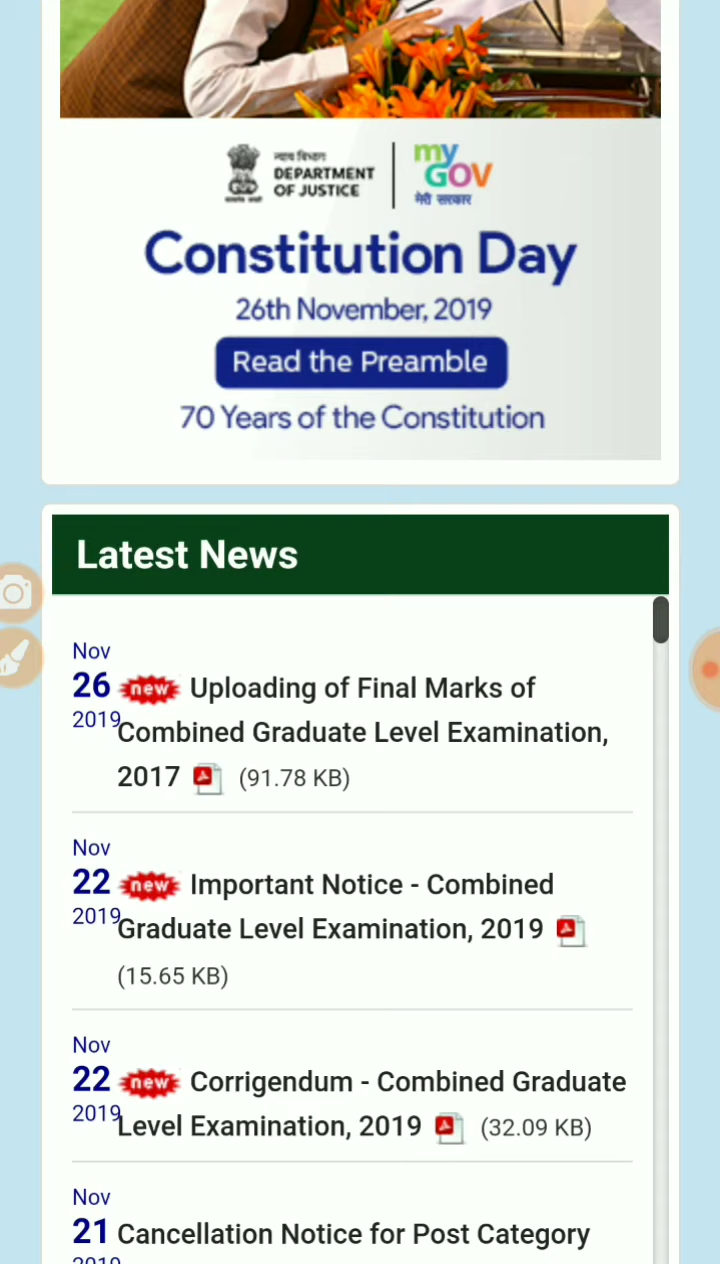 न्याय विभाग
DEPARTMENT
OF JUSTICE
my
GOV
मेरी सरकार
Constitution Day
26th November, 2019
Read the Preamble
70 Years of the Constitution
Latest News
Nov
26 new Uploading of Final Marks of
2019
Combined Graduate Level Examination,
2017 (91.78 KB)
Nov
22 new Important Notice - Combined
2019
Graduate Level Examination, 2019
(15.65 KB)
Nov
22 new Corrigendum - Combined Graduate
2019
Level Examination, 2019 (32.09 KB)
Nov
21 Cancellation Notice for Post Category
2019